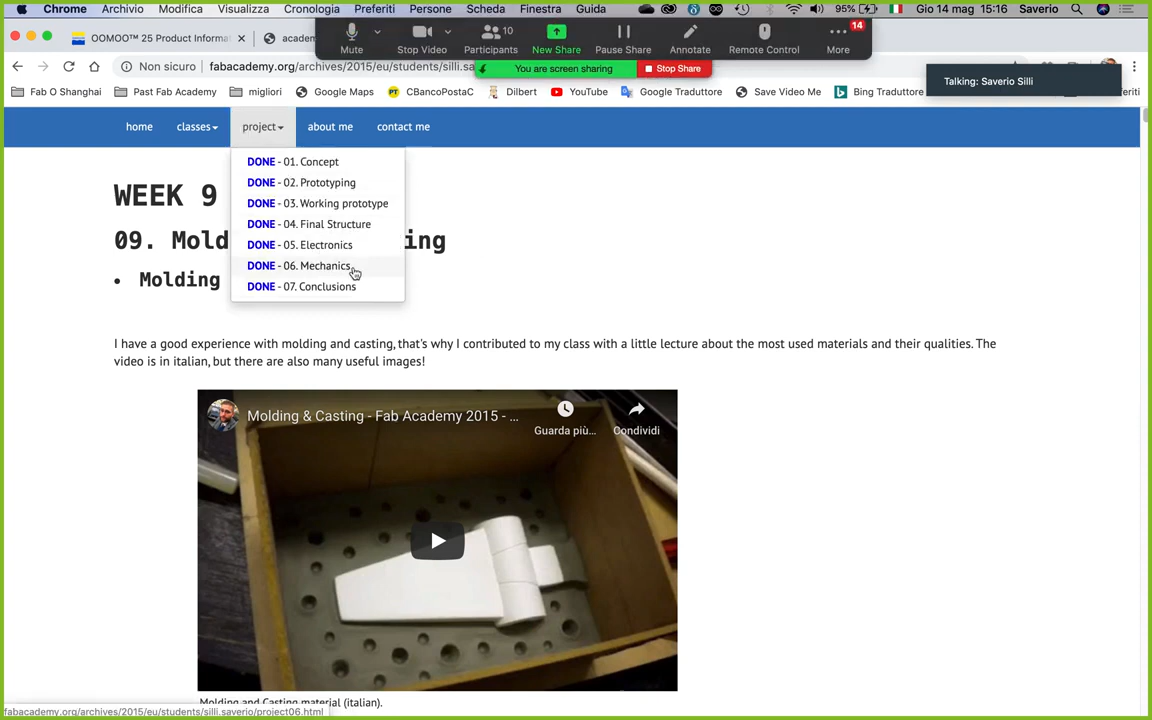 Chrome Archivio Modifica Visualizza Cronologia Preferiti Persone Scheda Finestra Guida 95% Gio 14 mag 15:16 Saverio
OOMOO™ 25 Product Informa
academ
Mute Stop Video Participants 10 New Share Pause Share Annotate Remote Control More 14
You are screen sharing Stop Share
Non sicuro fabacademy.org/archives/2015/eu/students/silli.sa
Talking: Saverio Silli
Fab O Shanghai Past Fab Academy migliori Google Maps CBancoPostaC Dilbert YouTube Google Traduttore Save Video Me Bing Traduttore
home classes project about me contact me
DONE - 01. Concept
DONE - 02. Prototyping
DONE - 03. Working prototype
DONE - 04. Final Structure
DONE - 05. Electronics
DONE - 06. Mechanics
DONE - 07. Conclusions
WEEK 9
09. Mold ing
• Molding
I have a good experience with molding and casting, that's why I contributed to my class with a little lecture about the most used materials and their qualities. The
video is in italian, but there are also many useful images!
Molding & Casting - Fab Academy 2015 - ...
Guarda più... Condividi
Molding and Casting material (italian).
fabacademy.org/archives/2015/eu/students/silli.saverio/project06.html